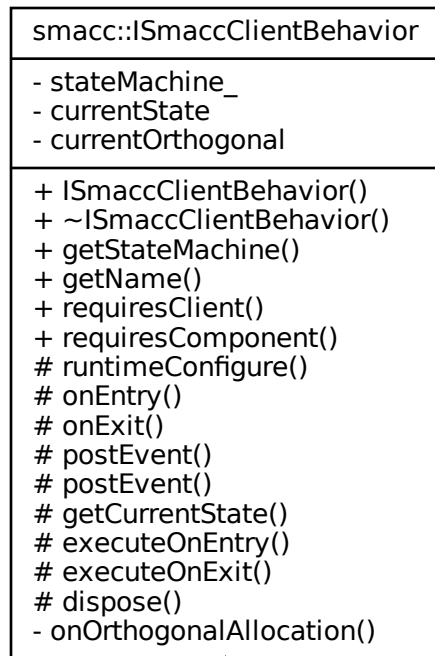 smacc::ISmaccClientBehavior
- stateMachine_
- currentState
- currentOrthogonal
+ ISmaccClientBehavior()
+ ~ISmaccClientBehavior()
+ getStateMachine()
+ getName()
+ requiresClient()
+ requiresComponent()
# runtimeConfigure()
# onEntry()
# onExit()
# postEvent()
# postEvent()
# getCurrentState()
# executeOnEntry()
# executeOnExit()
# dispose()
- onOrthogonalAllocation()